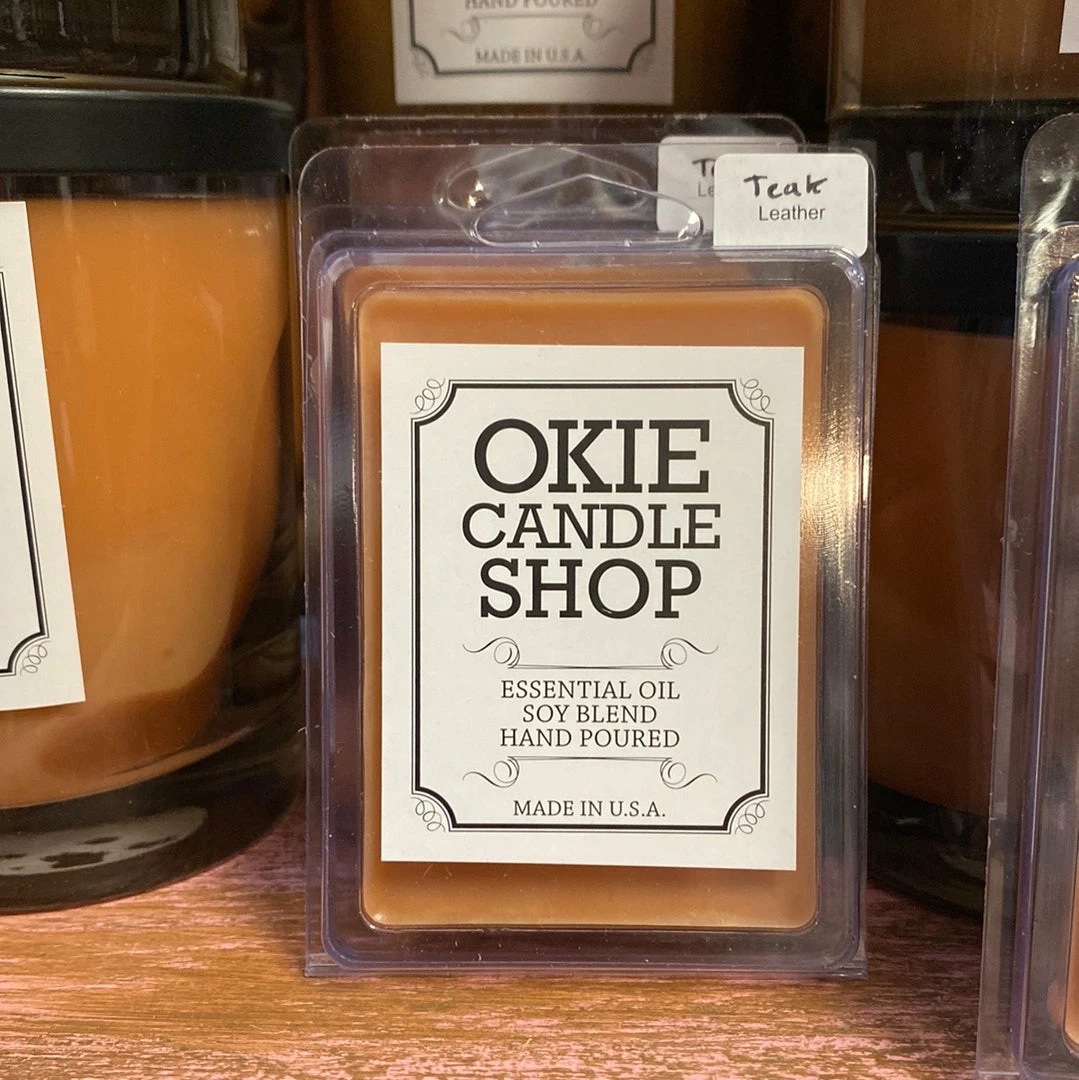 HAND POURED
MADE IN U.S.A.
Teak
Leather
OKIE
CANDLE
SHOP
ESSENTIAL OIL
SOY BLEND
HAND POURED
MADE IN U.S.A.